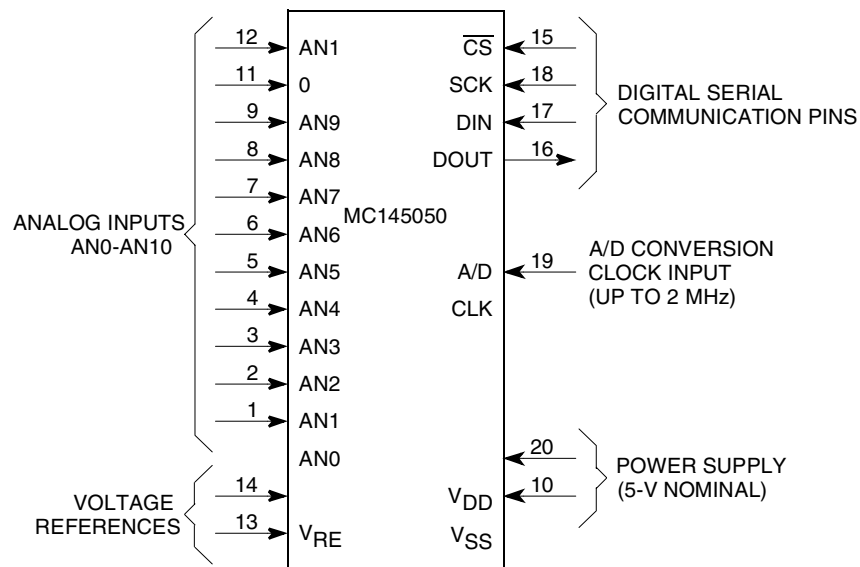 12 AN1 CS 15
11 0 SCK 18
9 AN9 DIN 17
8 AN8 DOUT 16
7 AN7
6 AN6
5 AN5
4 AN4
3 AN3
2 AN2
1 AN1
AN0
14
13 VRE
ANALOG INPUTS
AN0-AN10
VOLTAGE
REFERENCES
MC145050
A/D 19
CLK
20
VDD 10
VSS
DIGITAL SERIAL
COMMUNICATION PINS
A/D CONVERSION
CLOCK INPUT
(UP TO 2 MHz)
POWER SUPPLY
(5-V NOMINAL)